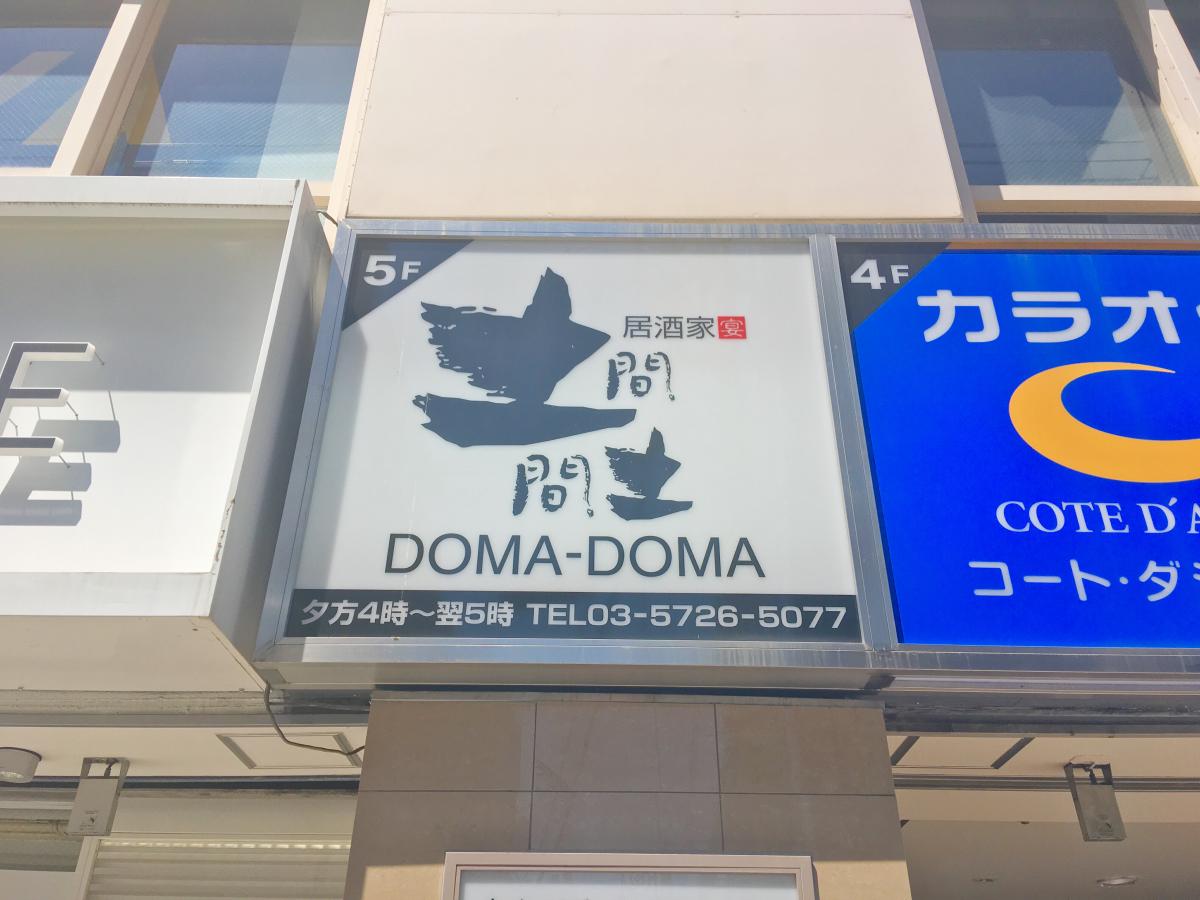 E
5F
居酒家 宴
土間
土間
DOMA-DOMA
夕方4時～翌5時 TEL03-5726-5077
4F
カラオ
COTE D'A
コート・ダ